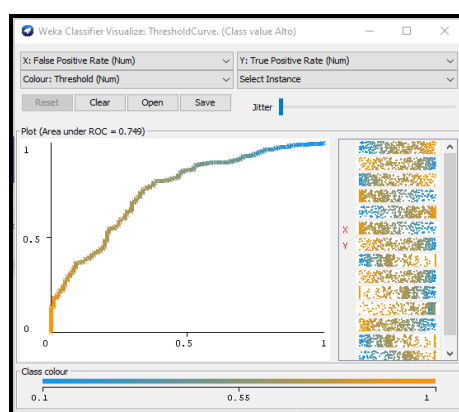 Weka Classifier Visualize: ThresholdCurve. (Class value Alto)
X: False Positive Rate (Num) Y: True Positive Rate (Num)
Colour: Threshold (Num) Select Instance
Reset Clear Open Save Jitter
Plot (Area under ROC = 0.749)
1
X
0.5
Y
0
0 0.5 1
Class colour
0.1 0.55 1